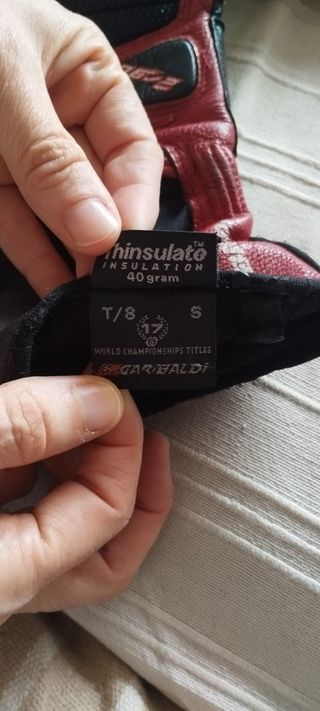 Thinsulate™
INSULATION
40 gram
T/8 S
17
WORLD CHAMPIONSHIPS TITLES
GARIBALDI